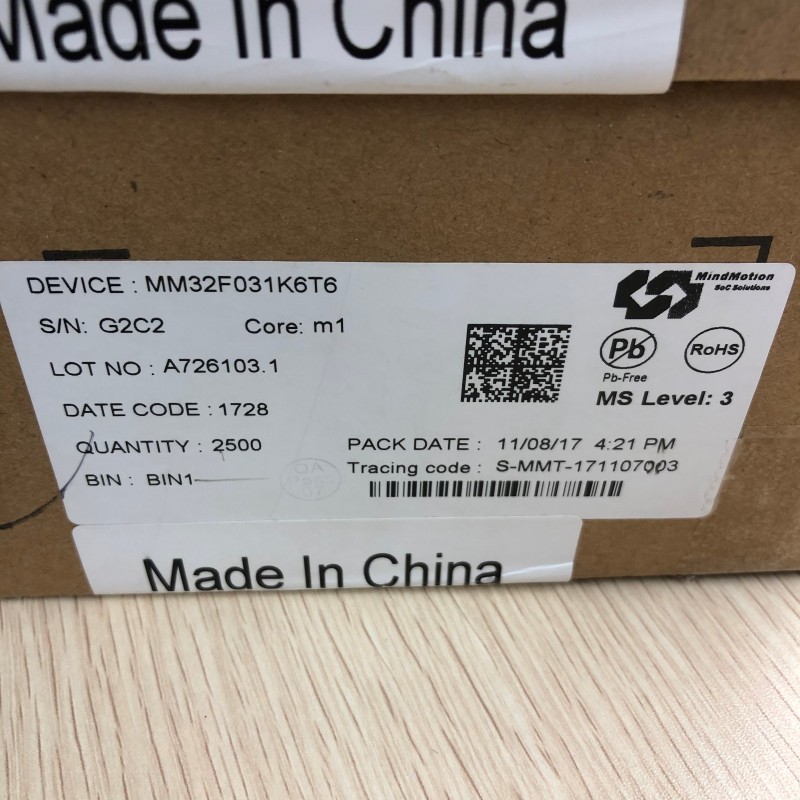 Made In China
DEVICE : MM32F031K6T6
MindMotion
SoC Solutions
S/N: G2C2 Core: m1
Pb
RoHS
LOT NO : A726103.1
Pb-Free
DATE CODE : 1728
MS Level: 3
QUANTITY : 2500
PACK DATE : 11/08/17 4:21 PM
BIN : BIN1
QA
Tracing code : S-MMT-171107003
Made In China